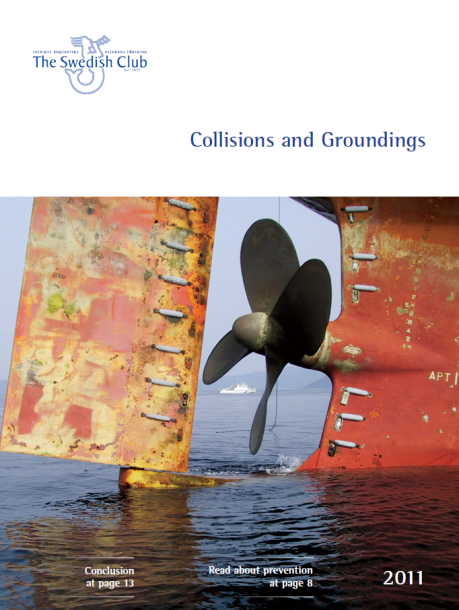 The Swedish Club
Collisions and Groundings
APT
Conclusion
at page 13
Read about prevention
at page 8
2011